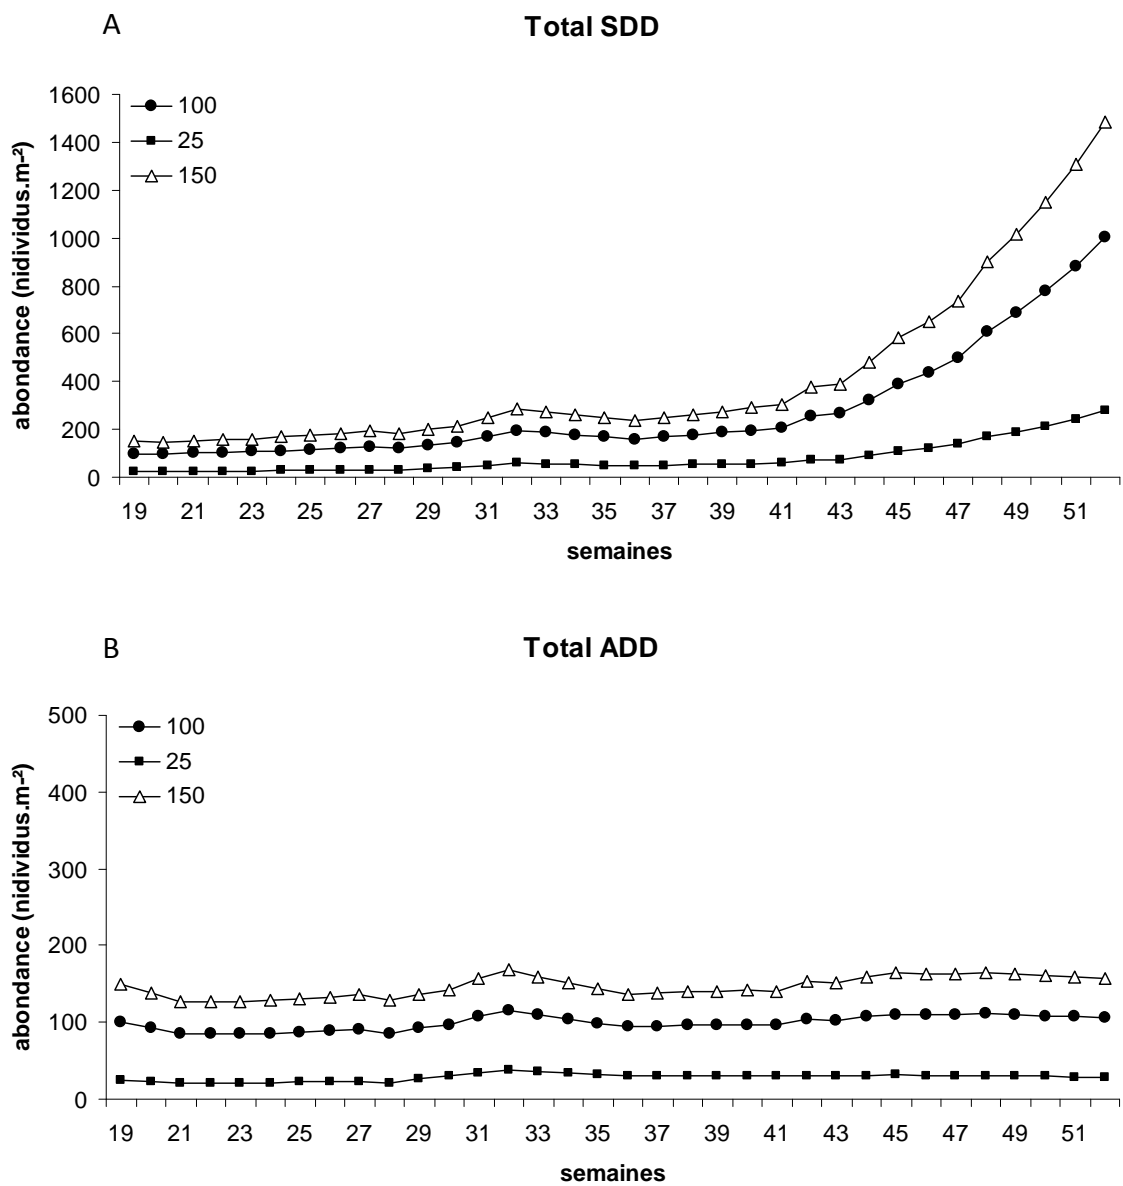 A
Total SDD
1600
1400
1200
1000
800
600
400
200
0
abondance (nidividus.m-²)
100
25
150
19 21 23 25 27 29 31 33 35 37 39 41 43 45 47 49 51
semaines
B
Total ADD
500
400
300
200
100
0
abondance (nidividus.m-²)
100
25
150
19 21 23 25 27 29 31 33 35 37 39 41 43 45 47 49 51
semaines